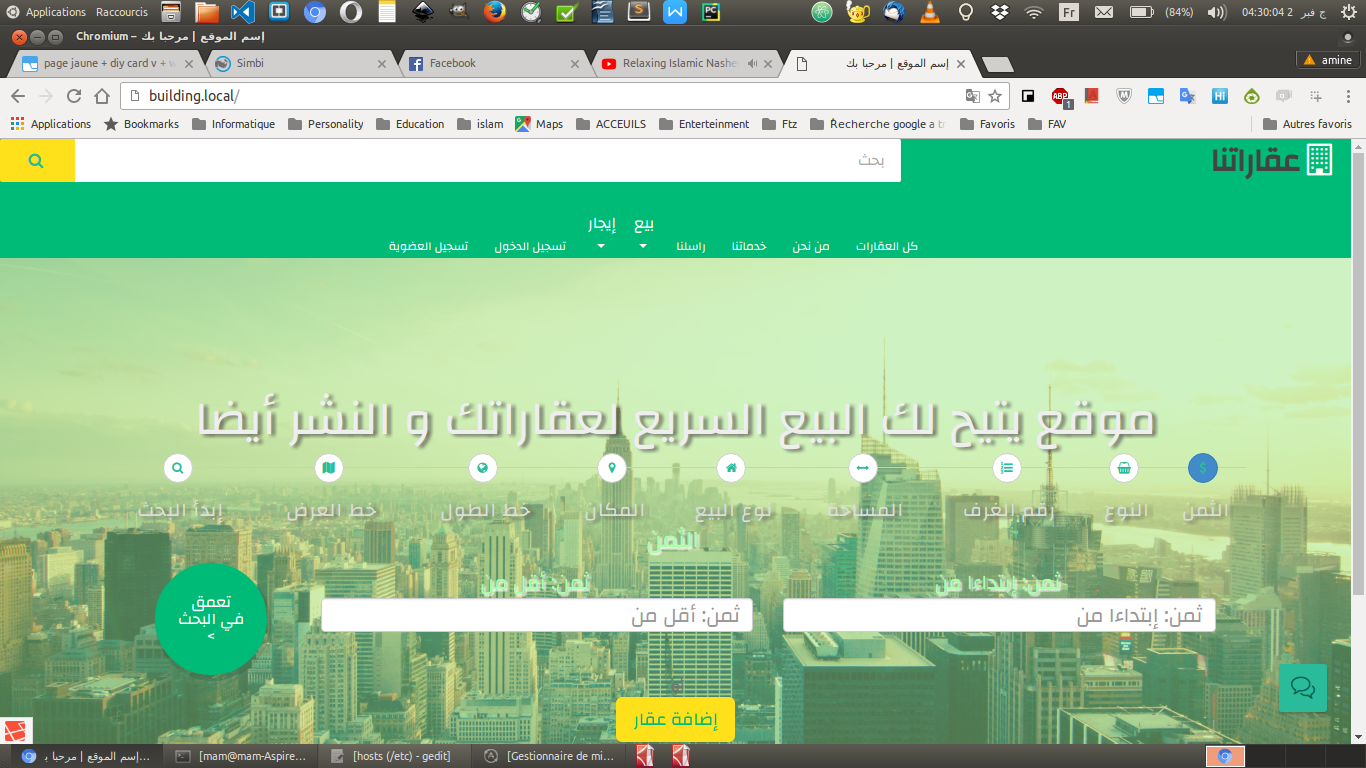 Applications Raccourcis Fr (84%) 04:30:04 2 ج فبر
إسم الموقع | مرحبا بك – Chromium
page jaune + diy card v + w
Simbi
Facebook
Relaxing Islamic Nashe
إسم الموقع | مرحبا بك
amine
building.local/
ABP 1 Hi
Applications Bookmarks Informatique Personality Education islam Maps ACCEUILS Enterteinment Ftz Recherche google a tr Favoris FAV Autres favoris
عقاراتنا
بحث
بيع إيجار
كل العقارات من نحن خدماتنا راسلنا تسجيل الدخول تسجيل العضوية
موقع يتيح لك البيع السريع لعقاراتك و النشر أيضا
الثمن النوع رقم الغرف المساحة نوع البيع المكان خط الطول خط العرض إبدأ البحث
الثمن
ثمن: إبتداءا من ثمن: أقل من
ثمن: إبتداءا من ثمن: أقل من
تعمق
في البحث
>
إضافة عقار
إسم الموقع | مرحبا ب...
[mam@mam-Aspire...
[hosts (/etc) - gedit]
[Gestionnaire de mi...